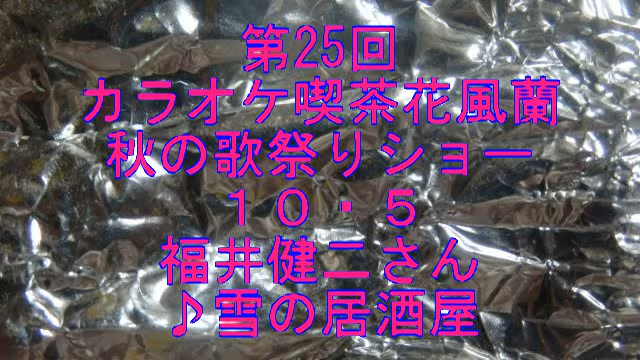 第25回
カラオケ喫茶花風蘭
秋の歌祭りショー
１０・５
福井健二さん
♪雪の居酒屋